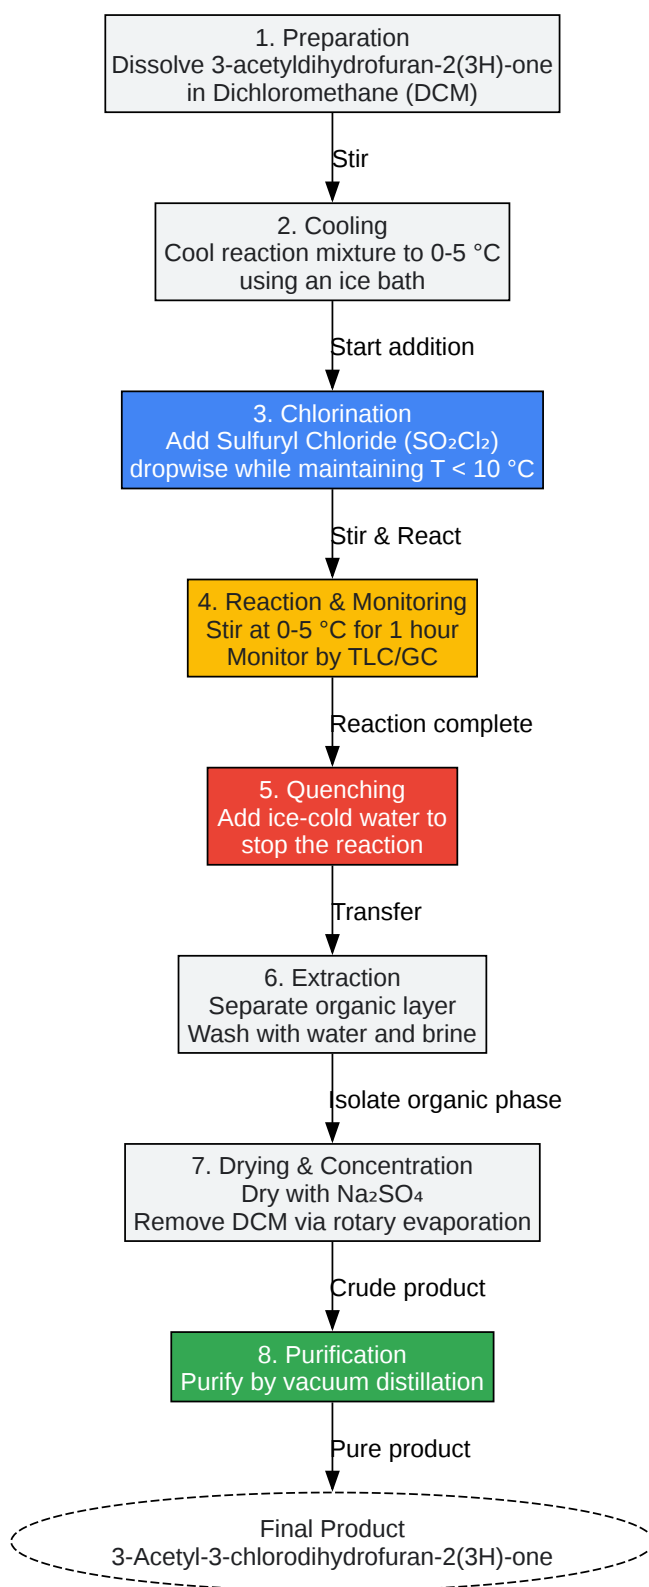 1. Preparation
Dissolve 3-acetyldihydrofuran-2(3H)-one
in Dichloromethane (DCM)
Stir
2. Cooling
Cool reaction mixture to 0-5 °C
using an ice bath
Start addition
3. Chlorination
Add Sulfuryl Chloride (SO₂Cl₂)
dropwise while maintaining T < 10 °C
Stir & React
4. Reaction & Monitoring
Stir at 0-5 °C for 1 hour
Monitor by TLC/GC
Reaction complete
5. Quenching
Add ice-cold water to
stop the reaction
Transfer
6. Extraction
Separate organic layer
Wash with water and brine
Isolate organic phase
7. Drying & Concentration
Dry with Na₂SO₄
Remove DCM via rotary evaporation
Crude product
8. Purification
Purify by vacuum distillation
Pure product
Final Product
3-Acetyl-3-chlorodihydrofuran-2(3H)-one